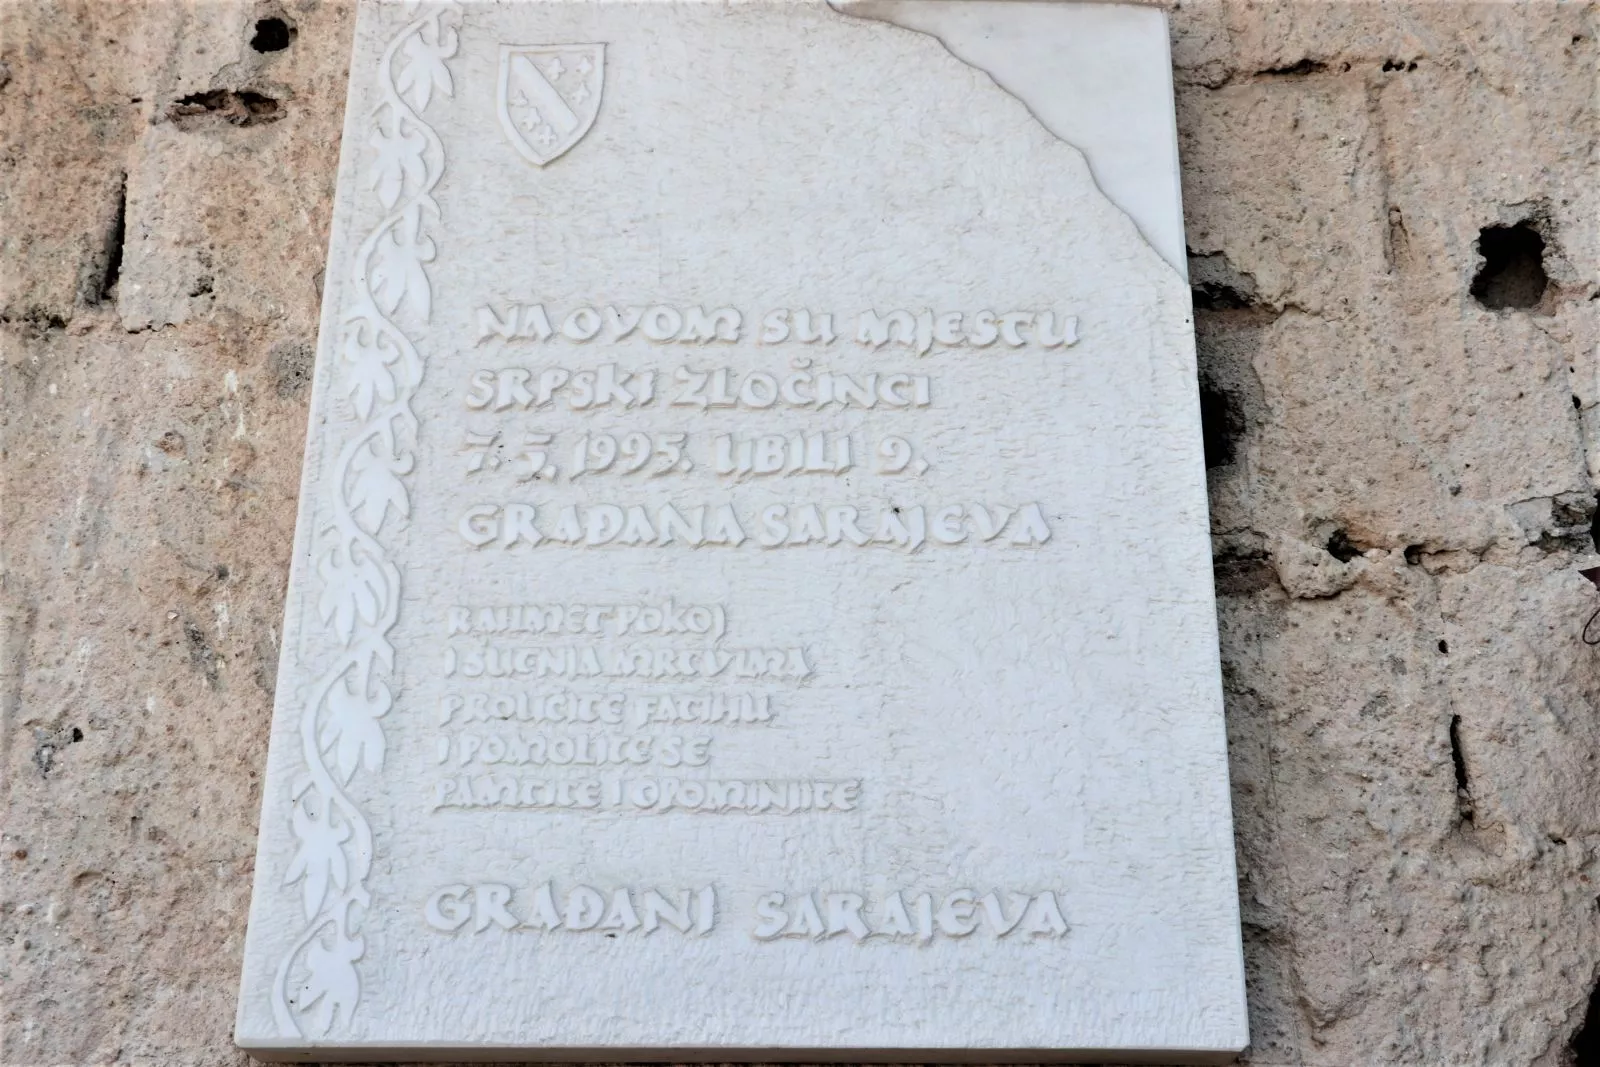 NA OVOM SU MJESTU
SRPSKI ZLOČINCI
7.5. 1995. UBILI 9.
GRAĐANA SARAJEVA
RAHMET POKOJ
I SUTNJA MRTVIMA
PROUČITE FATIHU
I POMOLITE SE
PAMTITE I OPOMINJITE
GRAĐANI SARAJEVA